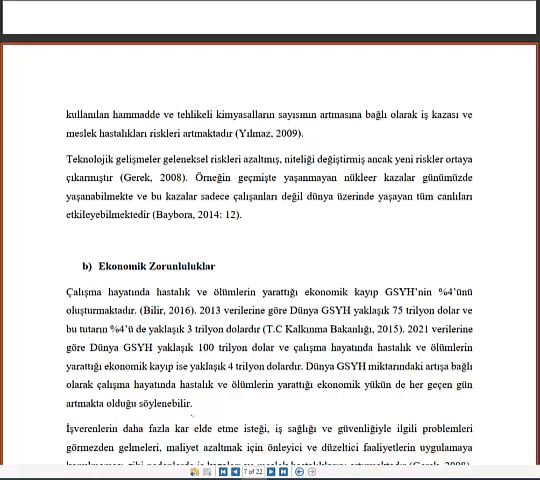 kullanılan hammadde ve tehlikeli kimyasalların sayısının artmasına bağlı olarak iş kazası ve
meslek hastalıkları riskleri artmaktadır (Yılmaz, 2009).
Teknolojik gelişmeler geleneksel riskleri azaltmış, niteliği değiştirmiş ancak yeni riskler ortaya
çıkarmıştır (Gerek, 2008). Örneğin geçmişte yaşanmayan nükleer kazalar günümüzde
yaşanabilmekte ve bu kazalar sadece çalışanları değil dünya üzerinde yaşayan tüm canlıları
etkileyebilmektedir (Baybora, 2014: 12).
b) Ekonomik Zorunluluklar
Çalışma hayatında hastalık ve ölümlerin yarattığı ekonomik kayıp GSYH'nin %4'ünü
oluşturmaktadır. (Bilir, 2016). 2013 verilerine göre Dünya GSYH yaklaşık 75 trilyon dolar ve
bu tutarın %4'ü de yaklaşık 3 trilyon dolardır (T.C Kalkınma Bakanlığı, 2015). 2021 verilerine
göre Dünya GSYH yaklaşık 100 trilyon dolar ve çalışma hayatında hastalık ve ölümlerin
yarattığı ekonomik kayıp ise yaklaşık 4 trilyon dolardır. Dünya GSYH miktarındaki artışa bağlı
olarak çalışma hayatında hastalık ve ölümlerin yarattığı ekonomik yükün de her geçen gün
artmakta olduğu söylenebilir.
İşverenlerin daha fazla kar elde etme isteği, iş sağlığı ve güvenliğiyle ilgili problemleri
görmezden gelmeleri, maliyet azaltmak için önleyici ve düzeltici faaliyetlerin uygulamaya
7 of 22